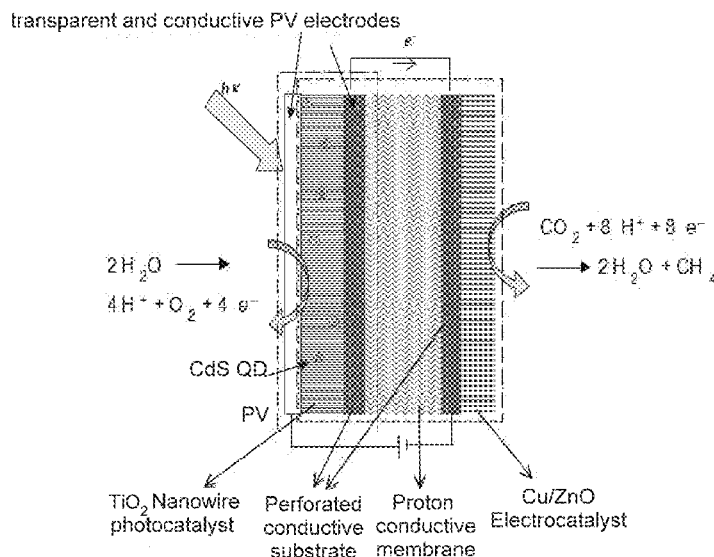 transparent and conductive PV electrodes
e⁻
hν
CO₂ + 8 H⁺ + 8 e⁻
2H₂O + CH₄
2H₂O
4H⁺ + O₂ + 4 e⁻
CdS QD
PV
TiO₂ Nanowire
photocatalyst
Perforated
conductive
substrate
Proton
conductive
membrane
Cu/ZnO
Electrocatalyst